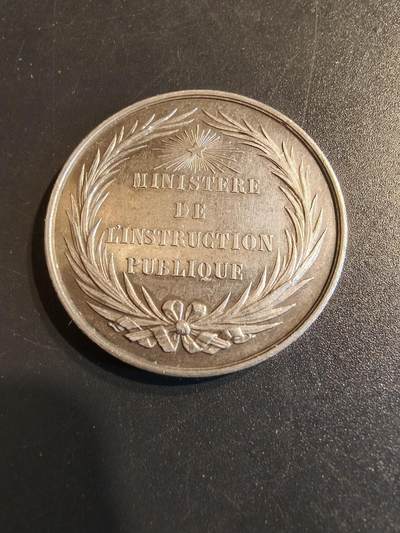 MINISTERE
DE
L'INSTRUCTION
PUBLIQUE